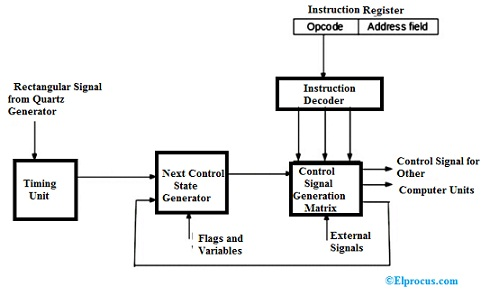 Instruction Register
Opcode
Address field
Rectangular Signal
from Quartz
Generator
Instruction
Decoder
Timing
Unit
Next Control
State
Generator
Control
Signal
Generation
Matrix
Control Signal for
Other
Computer Units
Flags and
Variables
External
Signals
©Elprocus.com